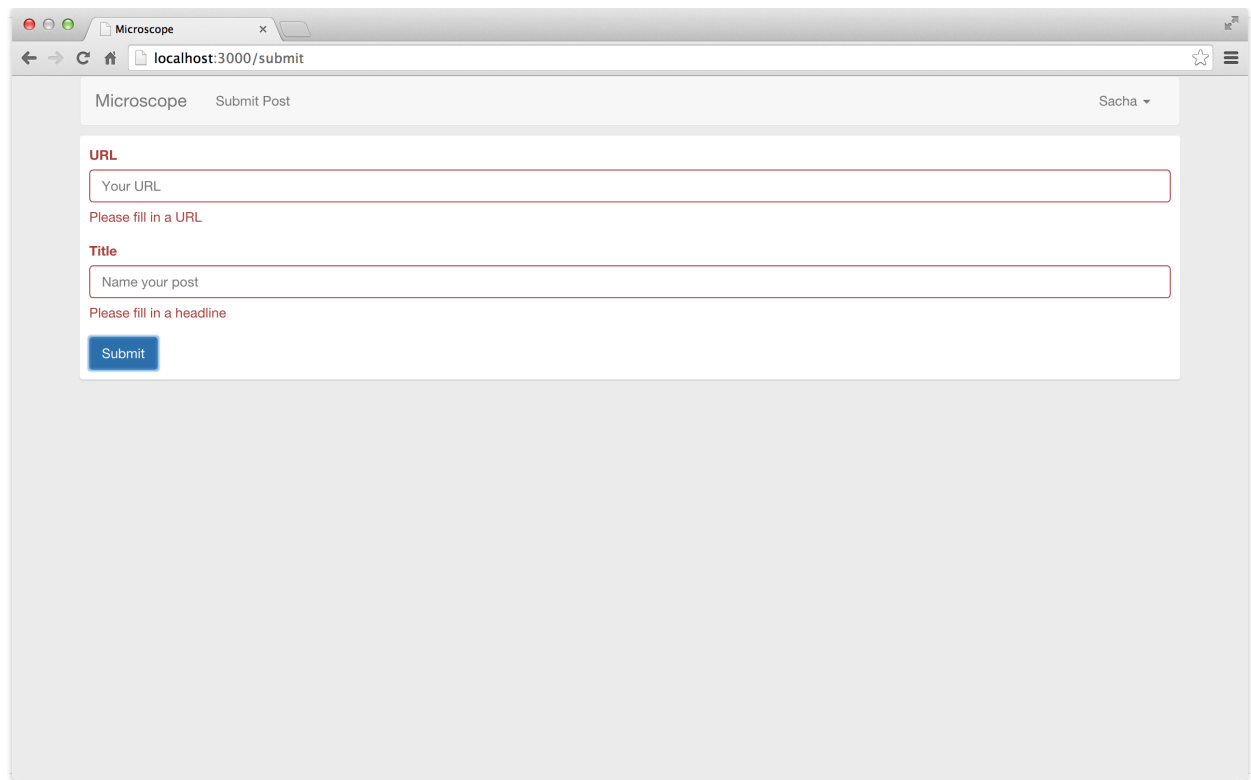 Microscope
localhost:3000/submit
Microscope Submit Post Sacha
URL
Your URL
Please fill in a URL
Title
Name your post
Please fill in a headline
Submit